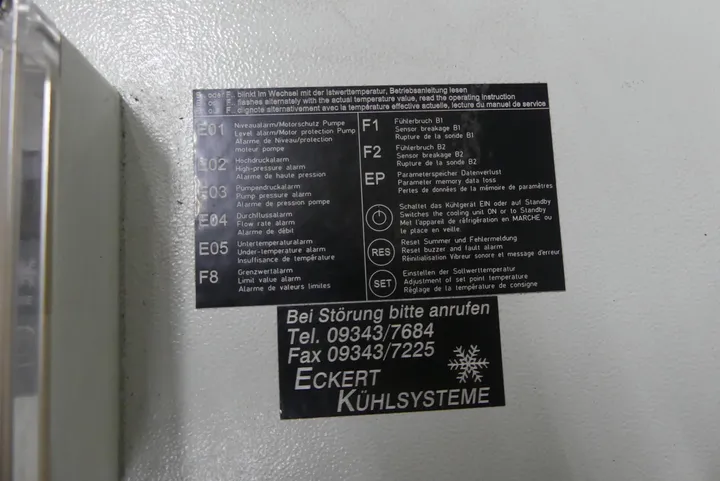 E.. oder F.. blinkt im Wechsel mit der Istwerttemperatur, Betriebsanleitung lesen
E.. or F.. flashes alternately with the actual temperature value, read the operating instruction
E.. ou F.. clignote alternativement avec la température effective actuelle, lecture du manuel de service
E01 Niveaualarm/Motorschutz Pumpe
Level alarm/Motor protection Pump
Alarme de Niveau/protection
moteur pompe
E02 Hochdruckalarm
High-pressure alarm
Alarme de haute pression
E03 Pumpendruckalarm
Pump pressure alarm
Alarme de pression pompe
E04 Durchflussalarm
Flow rate alarm
Alarme de débit
E05 Untertemperaturalarm
Under-temperature alarm
Insuffisance de température
F8 Grenzwertalarm
Limit value alarm
Alarme de valeurs limites
F1 Fühlerbruch B1
Sensor breakage B1
Rupture de la sonde B1
F2 Fühlerbruch B2
Sensor breakage B2
Rupture de la sonde B2
EP Parameterspeicher Datenverlust
Parameter memory data loss
Pertes de données de la mémoire de paramètres
Schaltet das Kühlgerät EIN oder auf Standby
Switches the cooling unit ON or to Standby
Met l'appareil de réfrigération en MARCHE ou
le place en veille.
RES Reset Summer und Fehlermeldung
Reset buzzer and fault alarm
Réinitialisation Vibreur sonore et message d'erreur
SET Einstellen der Sollwerttemperatur
Adjustment of set point temperature
Réglage de la température de consigne
Bei Störung bitte anrufen
Tel. 09343/7684
Fax 09343/7225
ECKERT
KÜHLSYSTEME